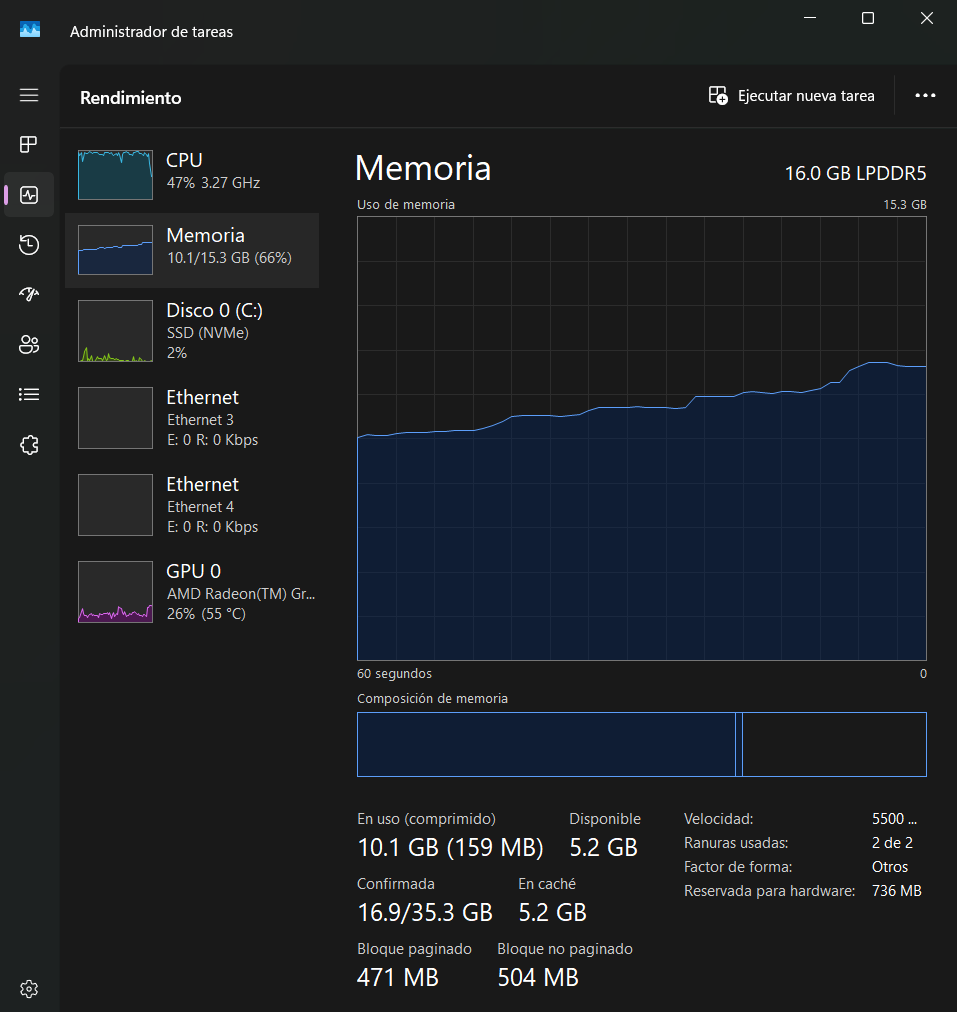 Administrador de tareas
Rendimiento
Ejecutar nueva tarea
CPU
47% 3.27 GHz
Memoria
10.1/15.3 GB (66%)
Disco 0 (C:)
SSD (NVMe)
2%
Ethernet
Ethernet 3
E: 0 R: 0 Kbps
Ethernet
Ethernet 4
E: 0 R: 0 Kbps
GPU 0
AMD Radeon(TM) Gr...
26% (55 °C)
Memoria
16.0 GB LPDDR5
Uso de memoria
15.3 GB
60 segundos
0
Composición de memoria
En uso (comprimido)
10.1 GB (159 MB)
Disponible
5.2 GB
Confirmada
16.9/35.3 GB
En caché
5.2 GB
Bloque paginado
471 MB
Bloque no paginado
504 MB
Velocidad: 5500 ...
Ranuras usadas: 2 de 2
Factor de forma: Otros
Reservada para hardware: 736 MB